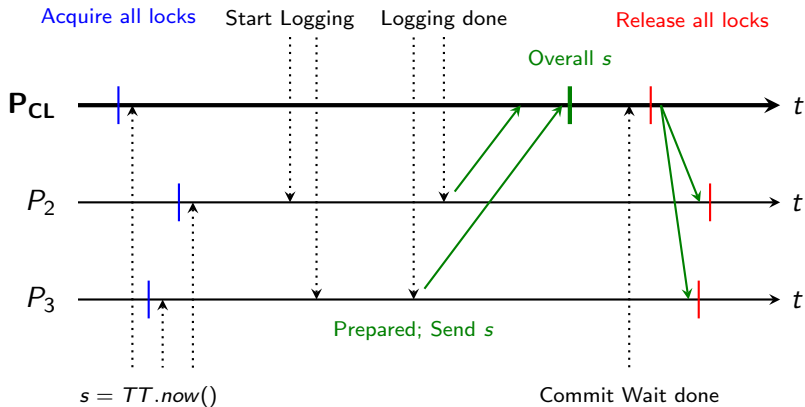 Acquire all locks
Start Logging
Logging done
Release all locks
Overall s
P_CL
t
P_2
t
P_3
t
Prepared; Send s
s = TT.now()
Commit Wait done